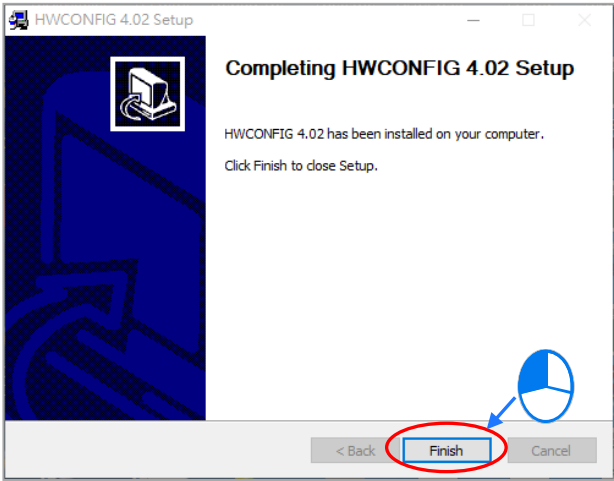 HWCONFIG 4.02 Setup
Completing HWCONFIG 4.02 Setup
HWCONFIG 4.02 has been installed on your computer.
Click Finish to close Setup.
< Back
Finish
Cancel